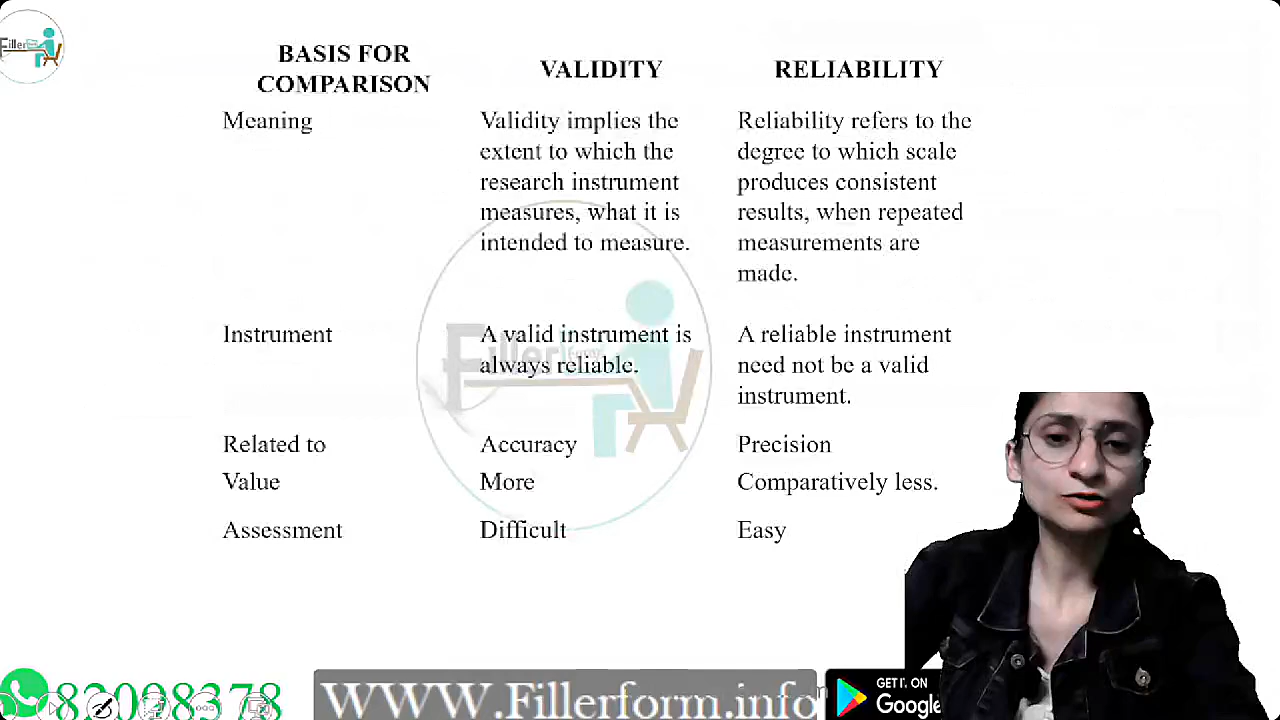 Filler
BASIS FOR
COMPARISON
VALIDITY
RELIABILITY
Meaning
Validity implies the
extent to which the
research instrument
measures, what it is
intended to measure.
Reliability refers to the
degree to which scale
produces consistent
results, when repeated
measurements are
made.
Instrument
A valid instrument is
always reliable.
A reliable instrument
need not be a valid
instrument.
Related to
Accuracy
Precision
Value
More
Comparatively less.
Assessment
Difficult
Easy
Filler form
WWW.Fillerform.info
GET IT ON
Google